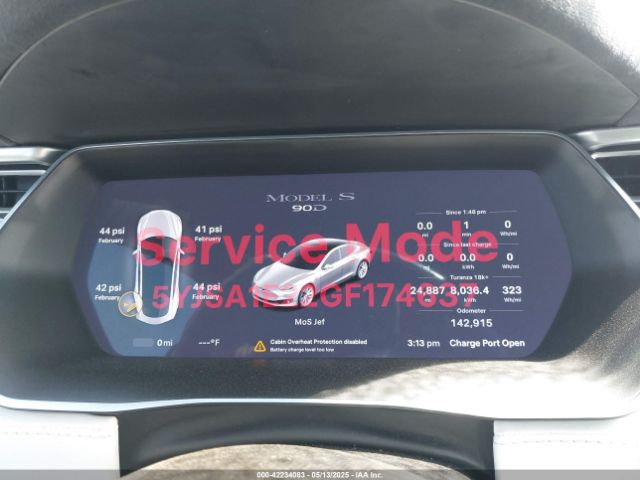 MODEL S
90D
Since 1:48 pm
0.0 1 0
mi min Wh/mi
Since last charge
0.0 0.0 0
mi kWh Wh/mi
Turanza 18k+
24,887 8,036.4 323
mi kWh Wh/mi
Odometer
142,915
44 psi
February
41 psi
February
42 psi
February
44 psi
February
Service Mode
MoS Jef
0 mi
---°F
Cabin Overheat Protection disabled
Battery charge level too low
3:13 pm
Charge Port Open
000-42234083 - 05/13/2025 - IAA Inc.